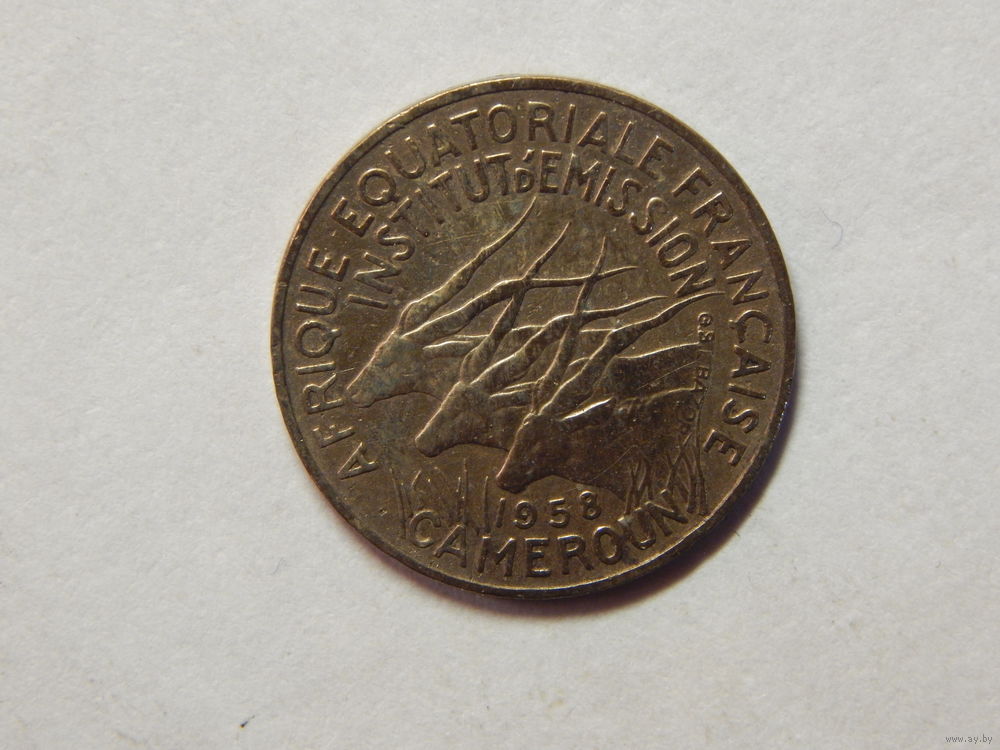 AFRIQUE·EQUATORIALE FRANÇAISE
INSTITUT D'EMISSION
G.B.L. BAZOR
1958
CAMEROUN
www.ay.by